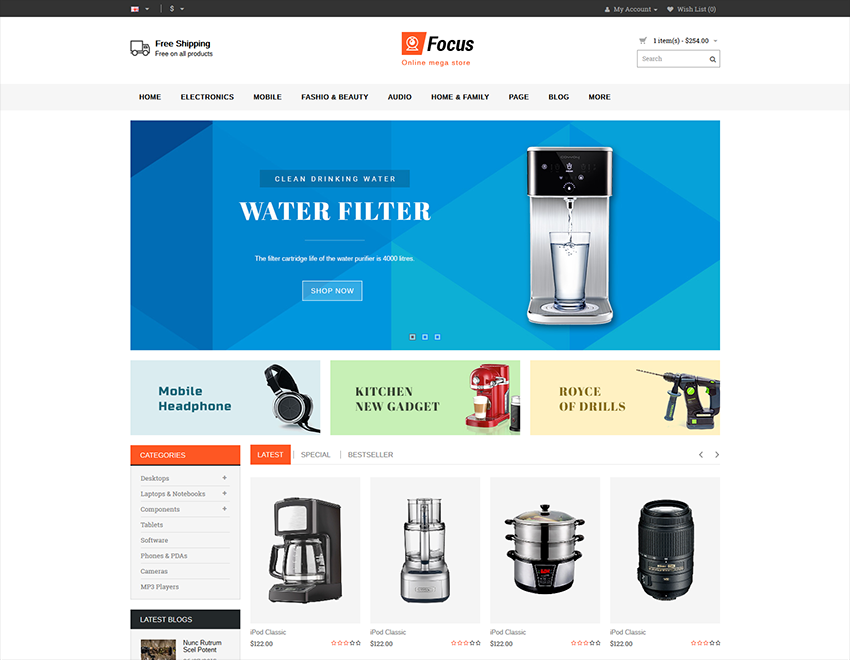 $
My Account
Wish List (0)
Free Shipping
Free on all products
Focus
Online mega store
1 item(s) - $254.00
Search
HOME ELECTRONICS MOBILE FASHIO & BEAUTY AUDIO HOME & FAMILY PAGE BLOG MORE
CLEAN DRINKING WATER
WATER FILTER
The filter cartridge life of the water purifier is 4000 litres.
SHOP NOW
Mobile
Headphone
KITCHEN
NEW GADGET
ROYCE
OF DRILLS
CATEGORIES
Desktops +
Laptops & Notebooks +
Components +
Tablets
Software
Phones & PDAs
Cameras
MP3 Players
LATEST BLOGS
Nunc Rutrum
Scel Potent
LATEST | SPECIAL | BESTSELLER
iPod Classic
$122.00
iPod Classic
$122.00
iPod Classic
$122.00
iPod Classic
$122.00